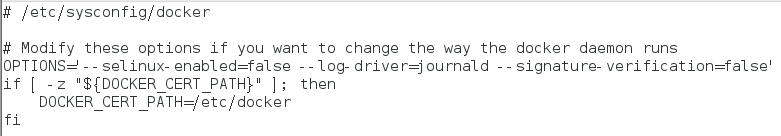 # /etc/sysconfig/docker

# Modify these options if you want to change the way the docker daemon runs
OPTIONS='--selinux-enabled=false --log-driver=journald --signature-verification=false'
if [ -z "${DOCKER_CERT_PATH}" ]; then
    DOCKER_CERT_PATH=/etc/docker
fi